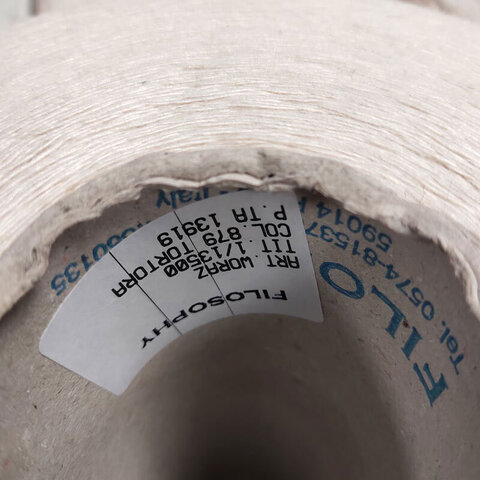 FILOSOPHY
ART. WORAZ
TIT. 1/13500
COL. 879 TORTORA
P.TA 13919
FILO
Tel. 0574-81537
59014
Italy